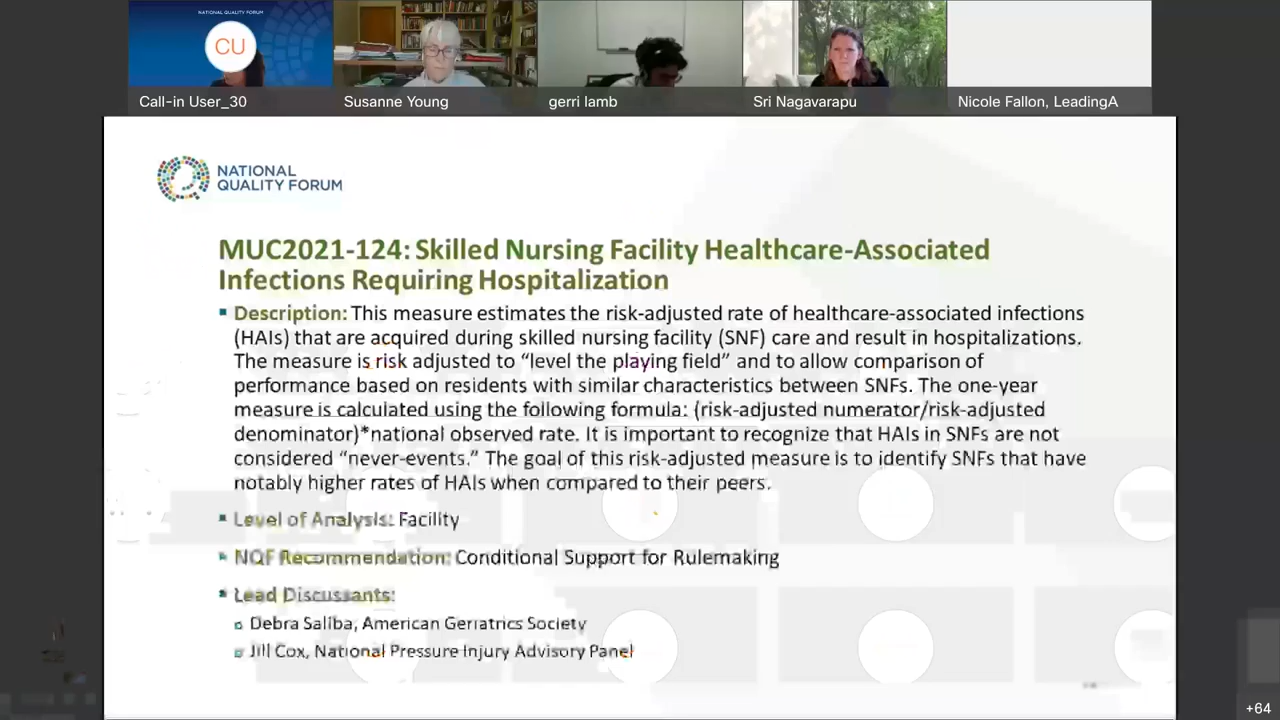 NATIONAL QUALITY FORUM
CU
Call-in User_30
Susanne Young
gerri lamb
Sri Nagavarapu
Nicole Fallon, LeadingA
NATIONAL
QUALITY FORUM
MUC2021-124: Skilled Nursing Facility Healthcare-Associated
Infections Requiring Hospitalization
Description: This measure estimates the risk-adjusted rate of healthcare-associated infections
(HAIs) that are acquired during skilled nursing facility (SNF) care and result in hospitalizations.
The measure is risk adjusted to “level the playing field” and to allow comparison of
performance based on residents with similar characteristics between SNFs. The one-year
measure is calculated using the following formula: (risk-adjusted numerator/risk-adjusted
denominator)*national observed rate. It is important to recognize that HAIs in SNFs are not
considered “never-events.” The goal of this risk-adjusted measure is to identify SNFs that have
notably higher rates of HAIs when compared to their peers.
Level of Analysis: Facility
NQF Recommendation: Conditional Support for Rulemaking
Lead Discussants:
Debra Saliba, American Geriatrics Society
Jill Cox, National Pressure Injury Advisory Panel
+64